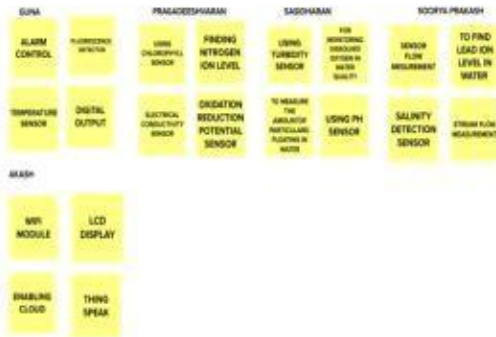 GUNA
PRAGADEESHVARAN
SASIDHARAN
SOORYA PRAKASH
ALARM
CONTROL
FLUORESCENCE
DETECTOR
USING
CHLOROPHYLL
SENSOR
FINDING
NITROGEN
ION LEVEL
USING
TURBIDITY
SENSOR
FOR
MONITORING
DISSOLVED
OXYGEN IN
WATER
QUALITY
SENSOR
FLOW
MESUREMENT
TO FIND
LEAD ION
LEVEL IN
WATER
TEMPERATURE
SENSOR
DIGITAL
OUTPUT
ELECTRICAL
CONDUCTIVITY
SENSOR
OXIDATION
REDUCTION
POTENTIAL
SENSOR
TO MEASURE
THE
AMOUNT OF
PARTICULARS
FLOATING IN
WATER
USING PH
SENSOR
SALINITY
DETECTION
SENSOR
STREAM FLOW
MEASUREMENT
AKASH
WIFI
MODULE
LCD
DISPLAY
ENABLING
CLOUD
THING
SPEAK